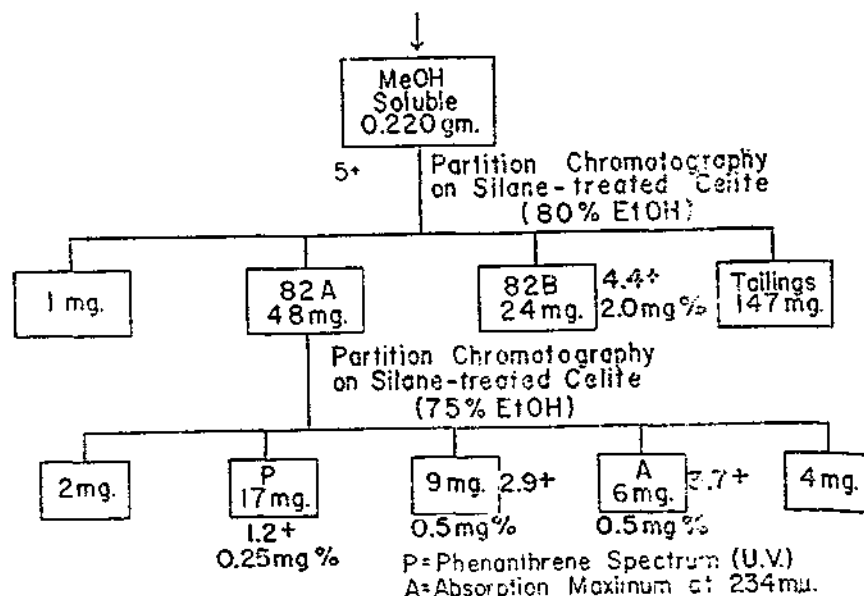 MeOH
Soluble
0.220 gm.
5+
Partition Chromatography
on Silane-treated Celite
(80% EtOH)
1 mg.
82A
48 mg.
82B
24 mg.
4.4+
2.0 mg %
Tailings
147 mg.
Partition Chromatography
on Silane-treated Celite
(75% EtOH)
2 mg.
P
17 mg.
1.2+
0.25 mg %
9 mg.
2.9+
0.5 mg %
A
6 mg.
0.5 mg %
4 mg.
P=Phenanthrene Spectrum (U.V.)
A=Absorption Maximum at 234 mµ.